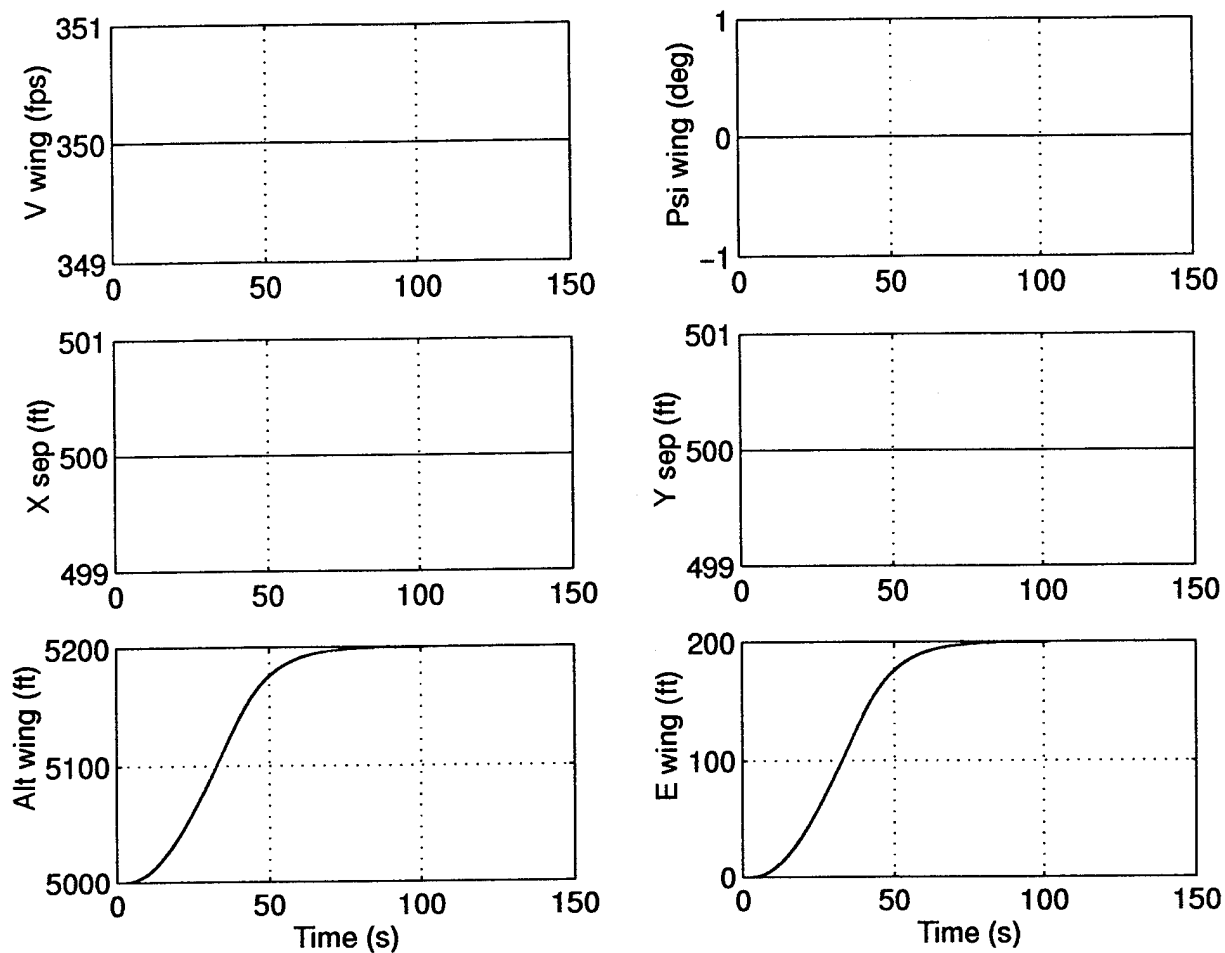 351
V wing (fps)
350
349
0 50 100 150
1
Psi wing (deg)
0
−1
0 50 100 150
501
X sep (ft)
500
499
0 50 100 150
501
Y sep (ft)
500
499
0 50 100 150
5200
Alt wing (ft)
5100
5000
0 50 100 150
Time (s)
200
E wing (ft)
100
0
0 50 100 150
Time (s)